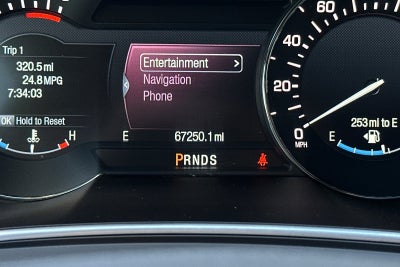 Trip 1
320.5 mi
24.8 MPG
7:34:03
OK Hold to Reset
C H
Entertainment >
Navigation
Phone
E 67250.1 mi
PRNDS
60
40
20
0
MPH
253 mi to E
E